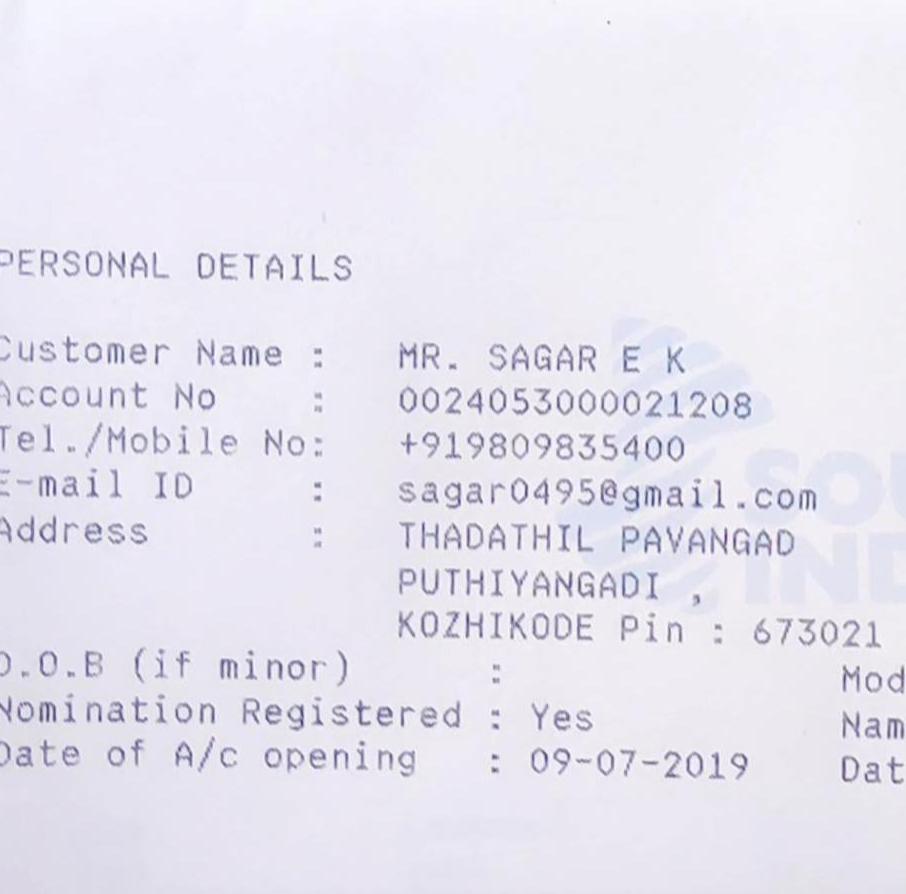 PERSONAL DETAILS
Customer Name : MR. SAGAR E K
Account No : 0024053000021208
Tel./Mobile No: +919809835400
E-mail ID : sagar0495@gmail.com
Address : THADATHIL PAVANGAD
PUTHIYANGADI ,
KOZHIKODE Pin : 673021
D.O.B (if minor) : Mod
Nomination Registered : Yes Nam
Date of A/c opening : 09-07-2019 Dat
SOU
IND